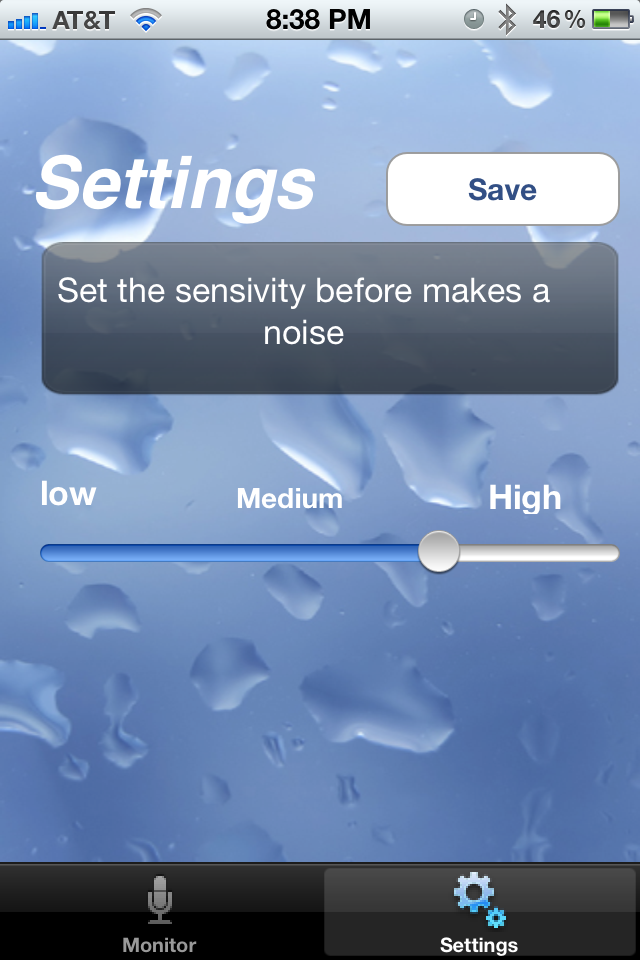 AT&T 8:38 PM 46%
Settings
Save
Set the sensivity before makes a
noise
low Medium High
Monitor Settings